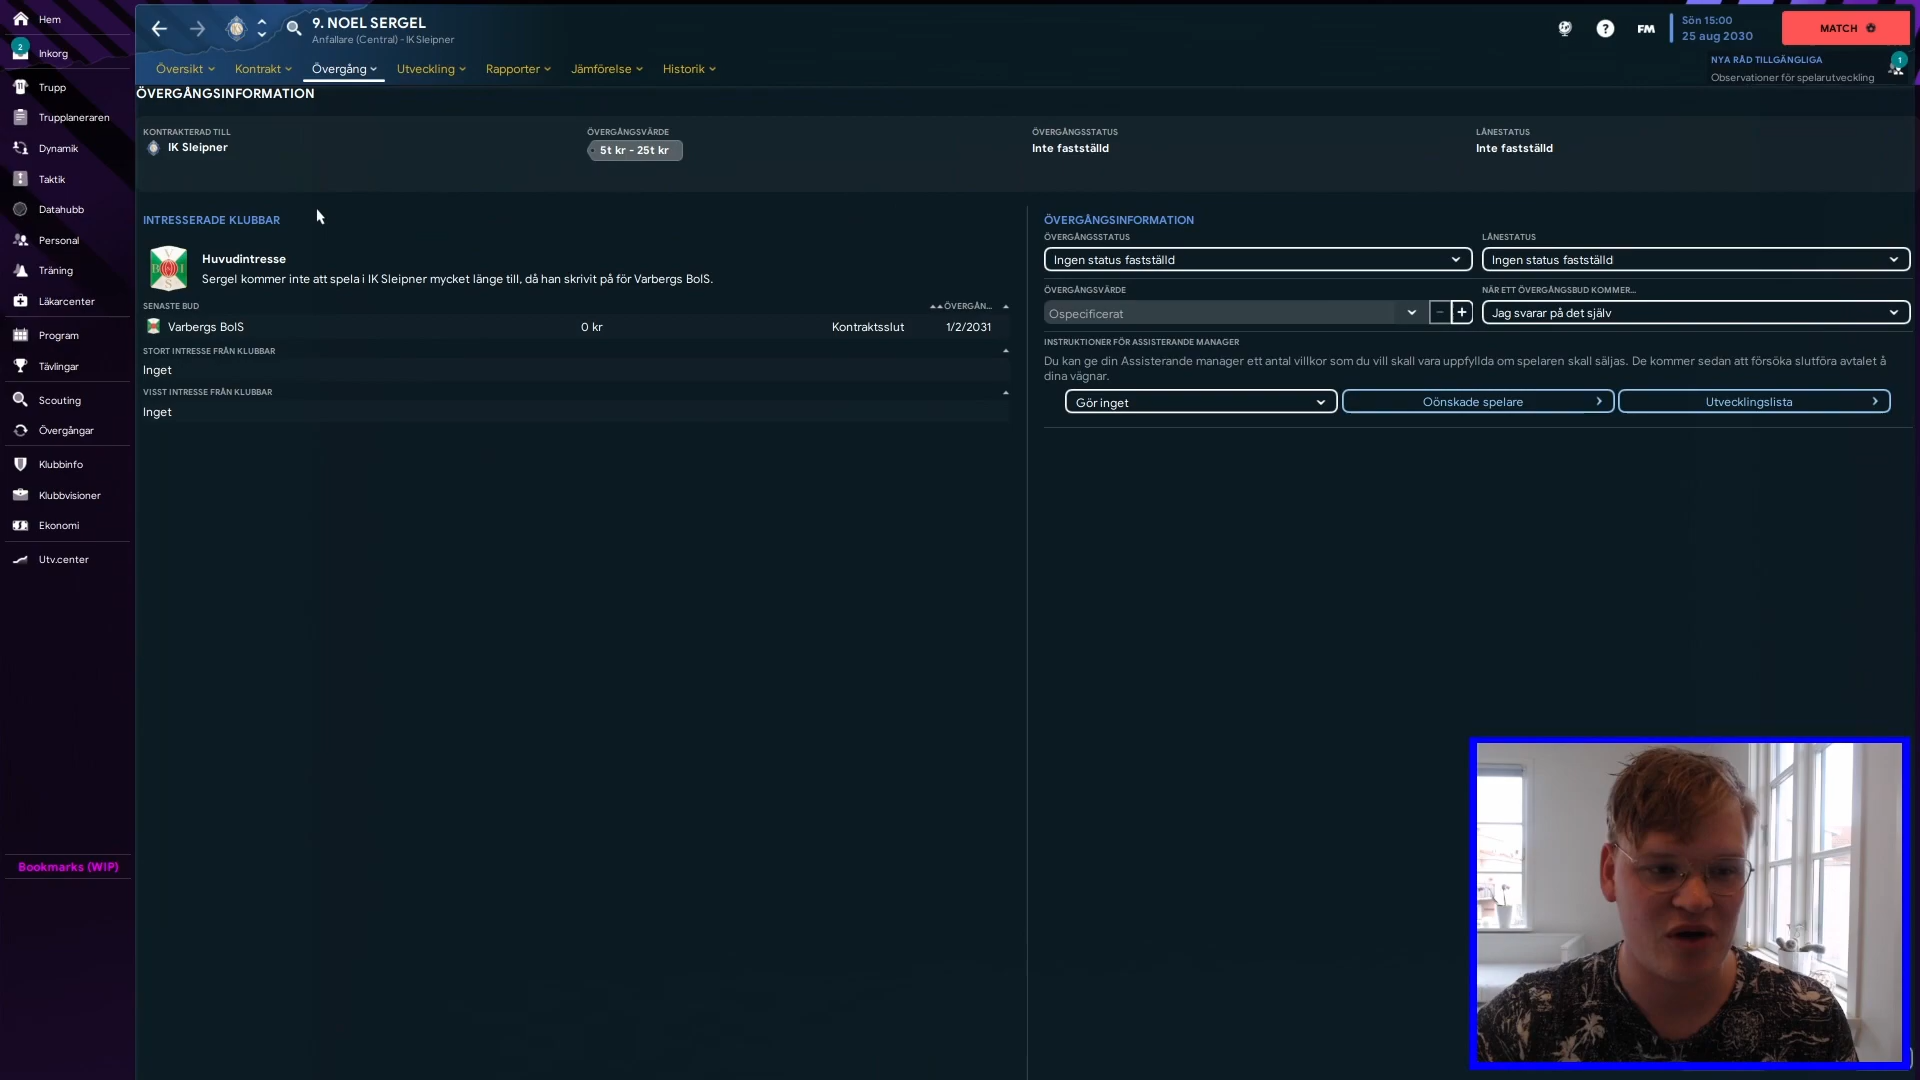 Hem
2
Inkorg
Trupp
Trupplaneraren
Dynamik
Taktik
Datahubb
Personal
Träning
Läkarcenter
Program
Tävlingar
Scouting
Övergångar
Klubbinfo
Klubbvisioner
Ekonomi
Utv.center
Bookmarks (WIP)
9. NOEL SERGEL
Anfallare (Central) - IK Sleipner
FM
Sön 15:00
25 aug 2030
MATCH
Översikt
Kontrakt
Övergång
Utveckling
Rapporter
Jämförelse
Historik
NYA RÅD TILLGÄNGLIGA
Observationer för spelarutveckling
1
ÖVERGÅNGSINFORMATION
KONTRAKTERAD TILL
IK Sleipner
ÖVERGÅNGSVÄRDE
5t kr - 25t kr
ÖVERGÅNGSSTATUS
Inte fastställd
LÅNESTATUS
Inte fastställd
INTRESSERADE KLUBBAR
Huvudintresse
Sergel kommer inte att spela i IK Sleipner mycket länge till, då han skrivit på för Varbergs BoIS.
SENASTE BUD
ÖVERGÅN...
Varbergs BoIS 0 kr Kontraktsslut 1/2/2031
STORT INTRESSE FRÅN KLUBBAR
Inget
VISST INTRESSE FRÅN KLUBBAR
Inget
ÖVERGÅNGSINFORMATION
ÖVERGÅNGSSTATUS
Ingen status fastställd
LÅNESTATUS
Ingen status fastställd
ÖVERGÅNGSVÄRDE
Ospecificerat
NÄR ETT ÖVERGÅNGSBUD KOMMER...
Jag svarar på det själv
INSTRUKTIONER FÖR ASSISTERANDE MANAGER
Du kan ge din Assisterande manager ett antal villkor som du vill skall vara uppfyllda om spelaren skall säljas. De kommer sedan att försöka slutföra avtalet å
dina vägnar.
Gör inget
Oönskade spelare
Utvecklingslista